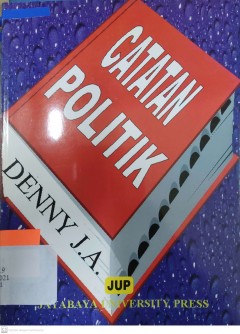 CATATAN
POLITIK
DENNY J.A.
JUP
JAYABAYA UNIVERSITY, PRESS